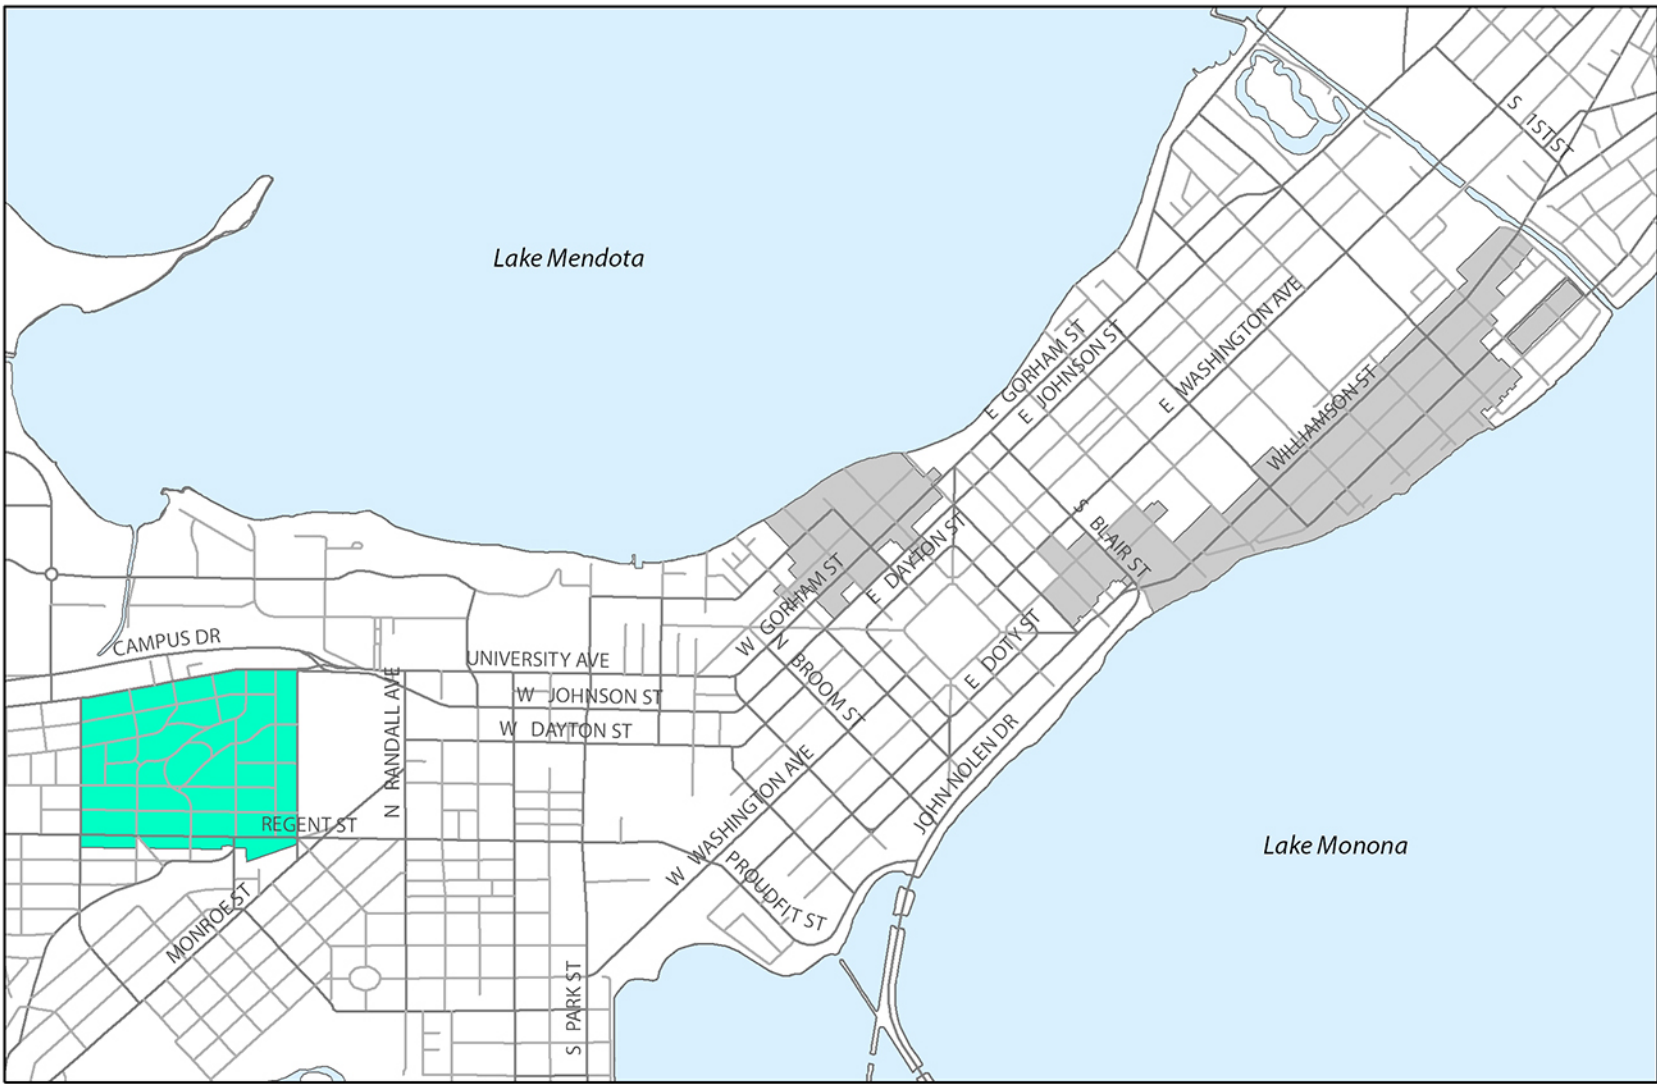 S 1ST ST
Lake Mendota
E GORHAM ST
E JOHNSON ST
E WASHINGTON AVE
WILLIAMSON ST
S BLAIR ST
E DAYTON ST
W GORHAM ST
CAMPUS DR
UNIVERSITY AVE
N BROOM ST
E DOTY ST
W JOHNSON ST
W DAYTON ST
N RANDALL AVE
JOHN NOLEN DR
W WASHINGTON AVE
REGENT ST
Lake Monona
PROUDFIT ST
MONROE ST
S PARK ST